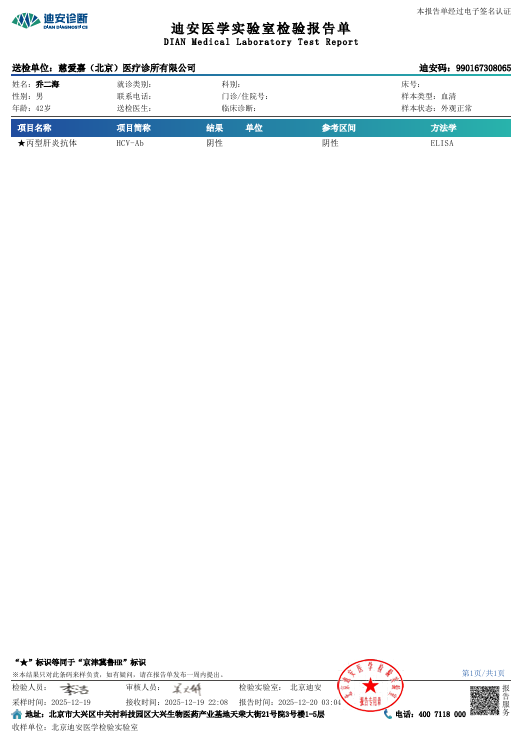 本报告单经过电子签名认证
迪安诊断
DIAN DIAGNOSTICS
迪安医学实验室检验报告单
DIAN Medical Laboratory Test Report
送检单位：慈爱嘉（北京）医疗诊所有限公司 迪安码：990167308065
姓名：乔二海 就诊类别： 科别： 床号：
性别：男 联系电话： 门诊/住院号： 样本类型：血清
年龄：42岁 送检医生： 临床诊断： 样本状态：外观正常
项目名称 项目简称 结果 单位 参考区间 方法学
★丙型肝炎抗体 HCV-Ab 阴性 阴性 ELISA
“★”标识等同于“京津冀鲁HR”标识
※本结果只对此条码来样负责，如有疑问，请在报告单发布一周内提出。 第1页/共1页
检验人员： 审核人员： 检验实验室： 北京迪安
采样时间：2025-12-19 接收时间：2025-12-19 22:08 报告时间：2025-12-20 03:04
报告专用章
报告服务
地址：北京市大兴区中关村科技园区大兴生物医药产业基地天荣大街21号院3号楼1-5层 电话：400 7118 000
收样单位：北京迪安医学检验实验室